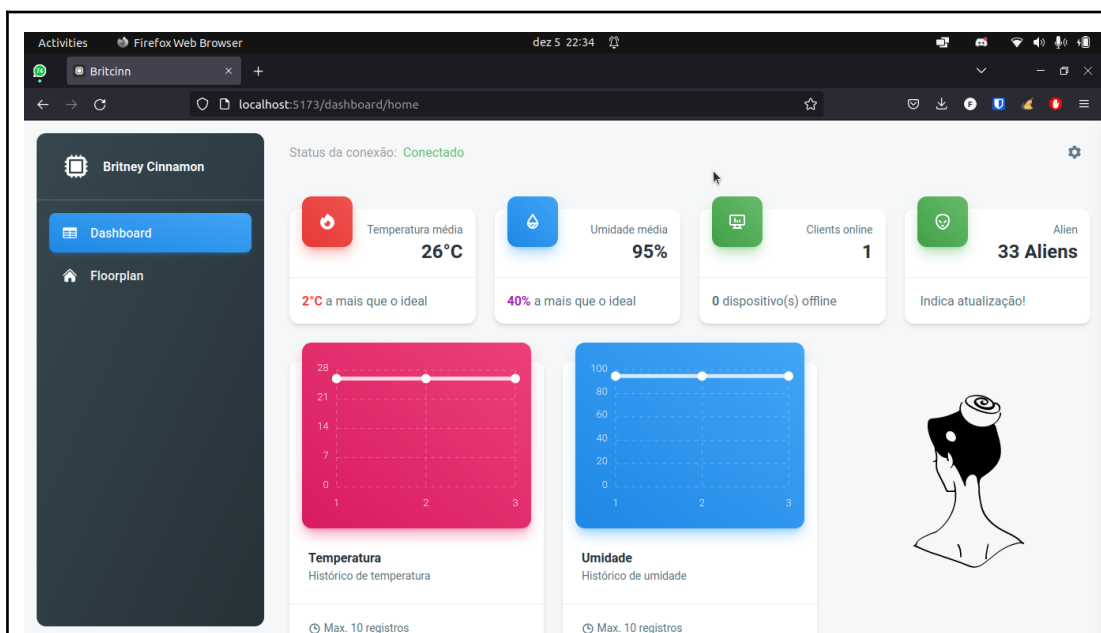 Activities Firefox Web Browser dez 5 22:34
74 Britcinn
localhost:5173/dashboard/home
Britney Cinnamon
Dashboard
Floorplan
Status da conexão: Conectado
Temperatura média
26°C
2°C a mais que o ideal
Umidade média
95%
40% a mais que o ideal
Clients online
1
0 dispositivo(s) offline
Alien
33 Aliens
Indica atualização!
28
21
14
7
0
1 2 3
Temperatura
Histórico de temperatura
Max. 10 registros
100
80
60
40
20
0
1 2 3
Umidade
Histórico de umidade
Max. 10 registros